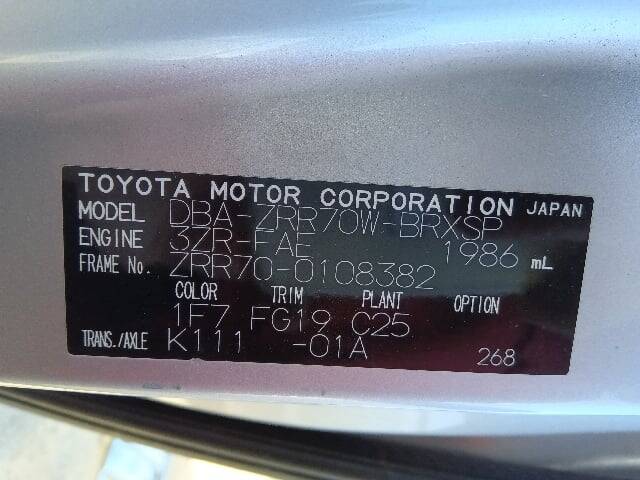 TOYOTA MOTOR CORPORATION JAPAN
MODEL DBA-ZRR70W-BRXSP
ENGINE 3ZR-FAE 1986 mL
FRAME No. ZRR70-0108382
COLOR TRIM PLANT OPTION
1F7 FG19 C25
TRANS./AXLE K111 -01A 268